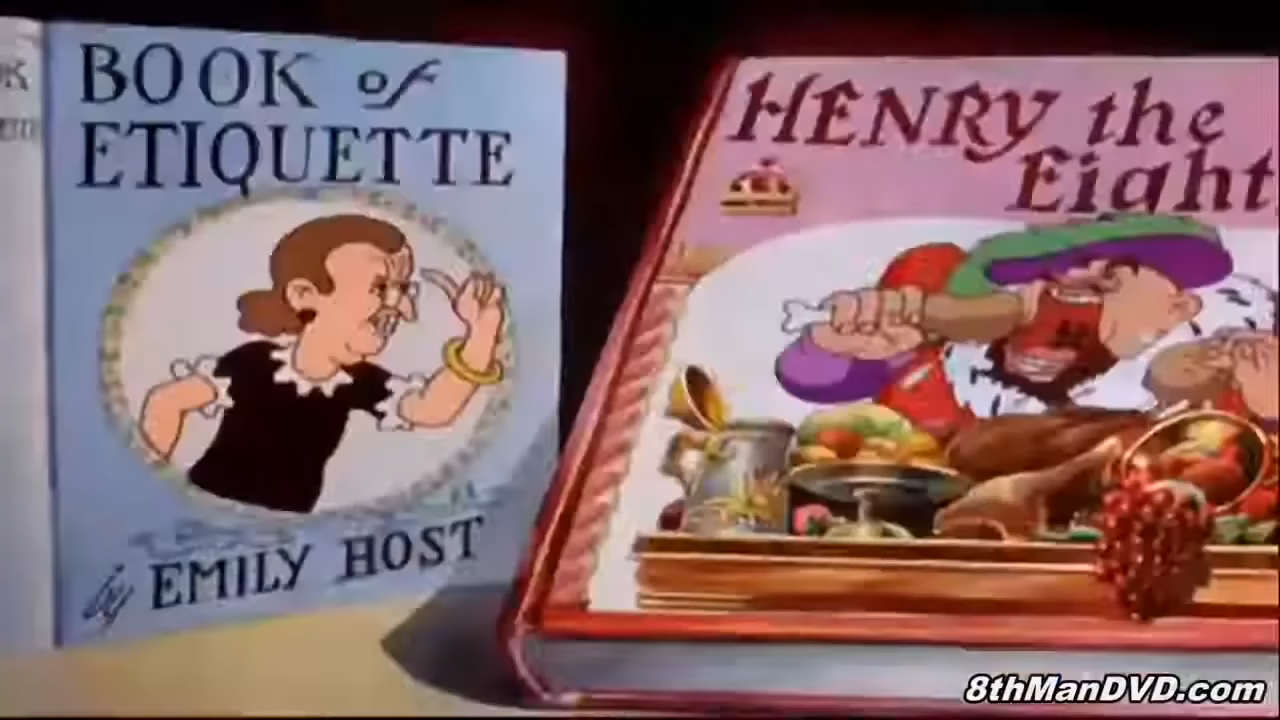 BOOK of
ETIQUETTE
by EMILY HOST
HENRY the
Eight
8thManDVD.com